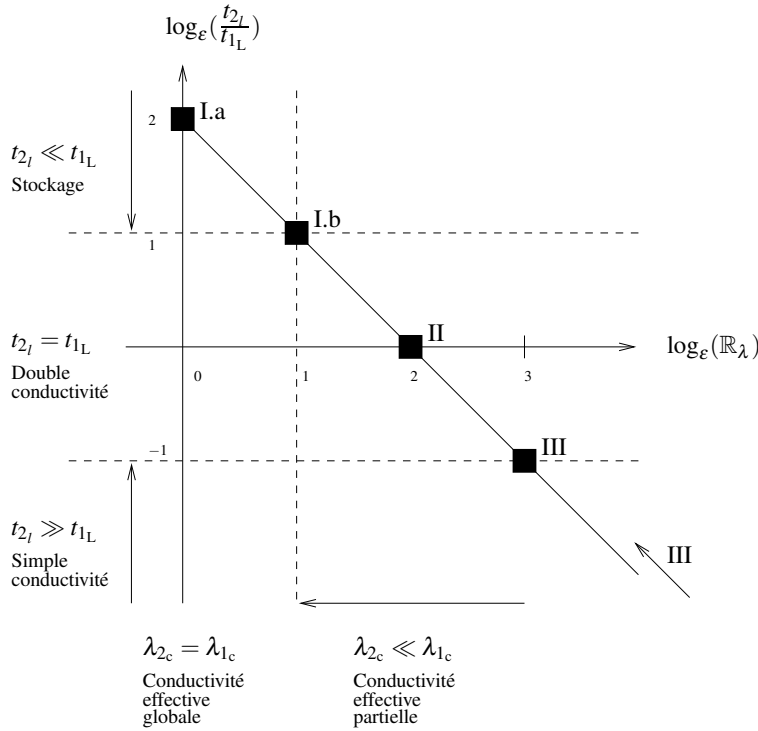 log_ε(t_{2_l}/t_{1_L})
2
I.a
t_{2_l} ≪ t_{1_L}
Stockage
1
I.b
t_{2_l} = t_{1_L}
Double
conductivité
0
1
2
3
II
log_ε(ℝ_λ)
−1
III
t_{2_l} ≫ t_{1_L}
Simple
conductivité
III
λ_{2_c} = λ_{1_c}
Conductivité
effective
globale
λ_{2_c} ≪ λ_{1_c}
Conductivité
effective
partielle